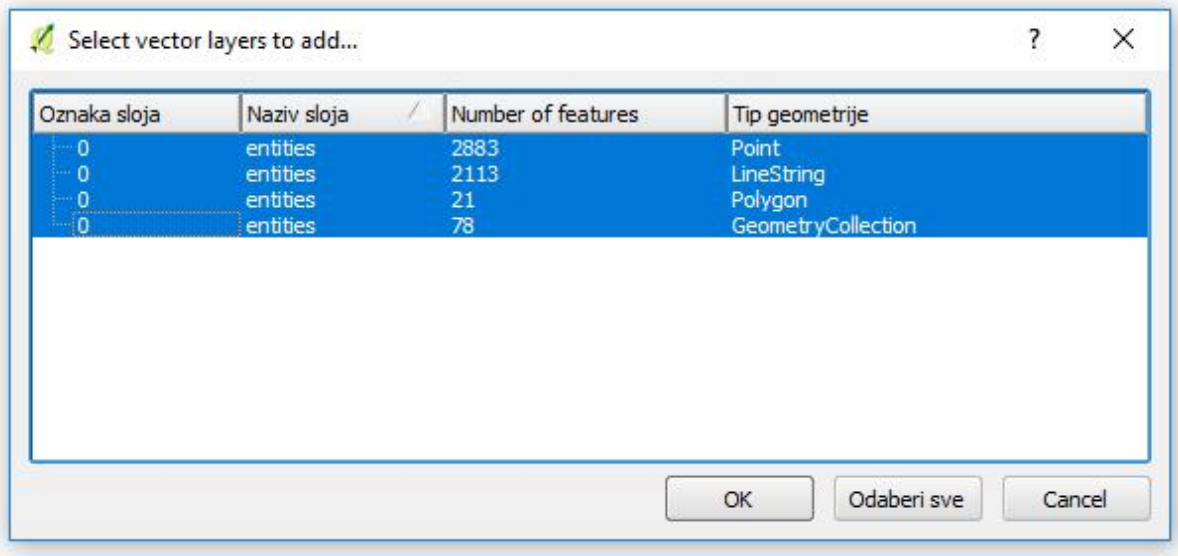 Select vector layers to add...
Oznaka sloja Naziv sloja Number of features Tip geometrije
0 entities 2883 Point
0 entities 2113 LineString
0 entities 21 Polygon
0 entities 78 GeometryCollection
OK Odaberi sve Cancel